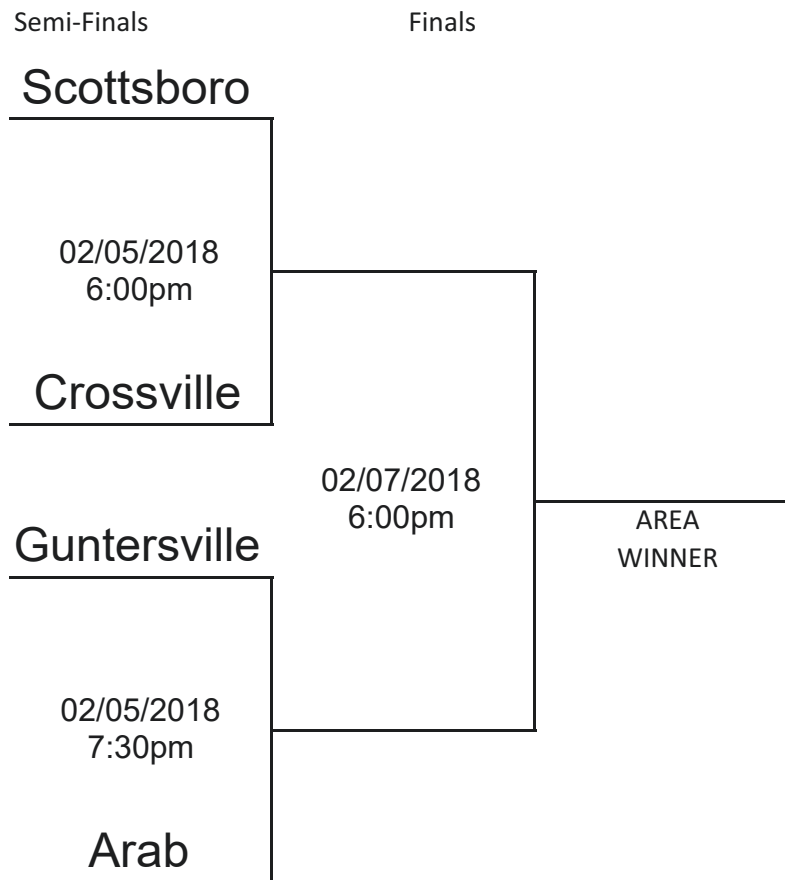 Semi-Finals
Finals
Scottsboro
02/05/2018
6:00pm
Crossville
02/07/2018
6:00pm
AREA
WINNER
Guntersville
02/05/2018
7:30pm
Arab